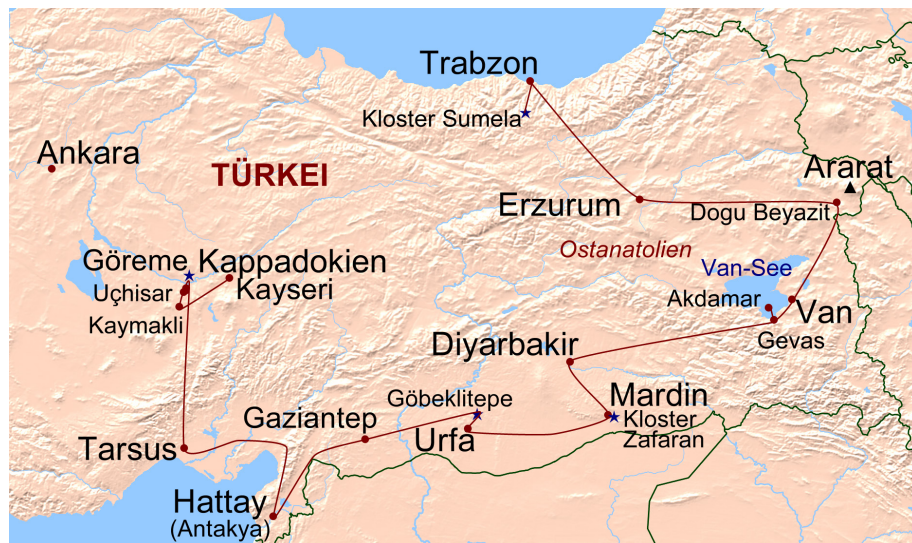 Trabzon
Kloster Sumela
Ankara
TÜRKEI
Ararat
Erzurum
Dogu Beyazit
Ostanatolien
Göreme
Kappadokien
Van-See
Uçhisar
Kayseri
Akdamar
Kaymakli
Van
Gevas
Diyarbakir
Göbeklitepe
Mardin
Gaziantep
Kloster
Zafaran
Urfa
Tarsus
Hattay
(Antakya)